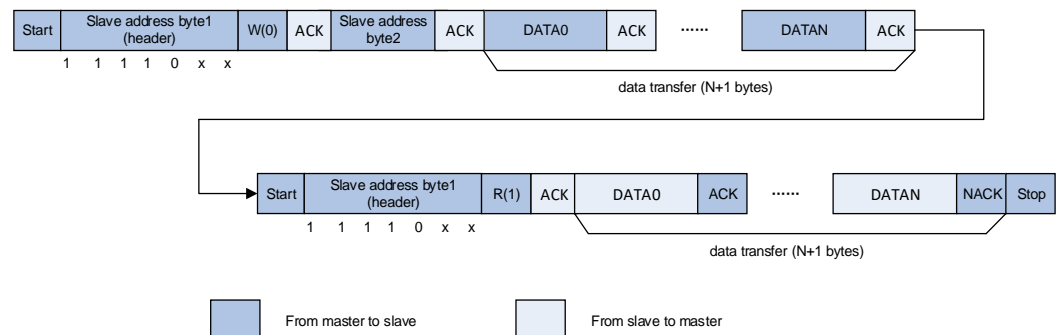 Start Slave address byte1 (header) W(0) ACK Slave address byte2 ACK DATA0 ACK ...... DATAN ACK
1 1 1 1 0 x x
data transfer (N+1 bytes)
Start Slave address byte1 (header) R(1) ACK DATA0 ACK ...... DATAN NACK Stop
1 1 1 1 0 x x
data transfer (N+1 bytes)
From master to slave From slave to master